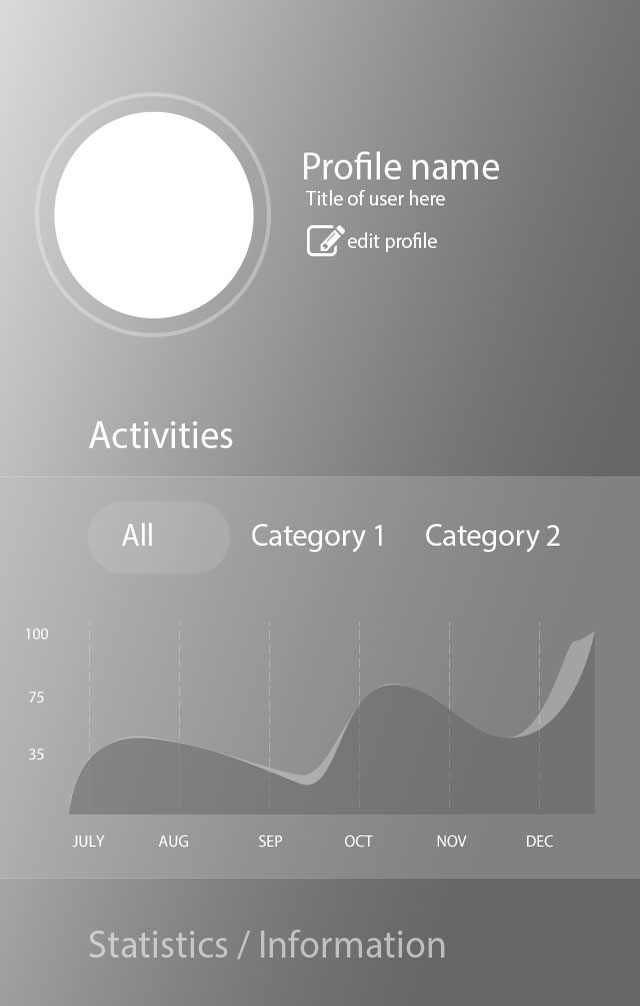 Profile name
Title of user here
edit profile
Activities
All Category 1 Category 2
100
75
35
JULY AUG SEP OCT NOV DEC
Statistics / Information